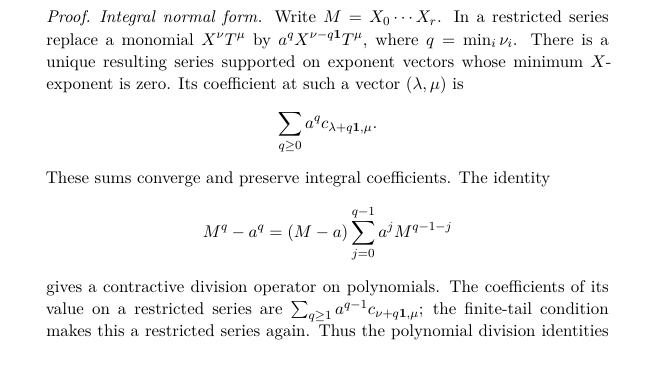 Proof. Integral normal form. Write M = X₀ ⋯ Xᵣ. In a restricted series
replace a monomial X^ν T^μ by a^q X^{ν−q𝟏} T^μ, where q = min_i ν_i. There is a
unique resulting series supported on exponent vectors whose minimum X-
exponent is zero. Its coefficient at such a vector (λ, μ) is
∑_{q≥0} a^q c_{λ+q𝟏,μ}.
These sums converge and preserve integral coefficients. The identity
M^q − a^q = (M − a) ∑_{j=0}^{q−1} a^j M^{q−1−j}
gives a contractive division operator on polynomials. The coefficients of its
value on a restricted series are ∑_{q≥1} a^{q−1} c_{ν+q𝟏,μ}; the finite-tail condition
makes this a restricted series again. Thus the polynomial division identities